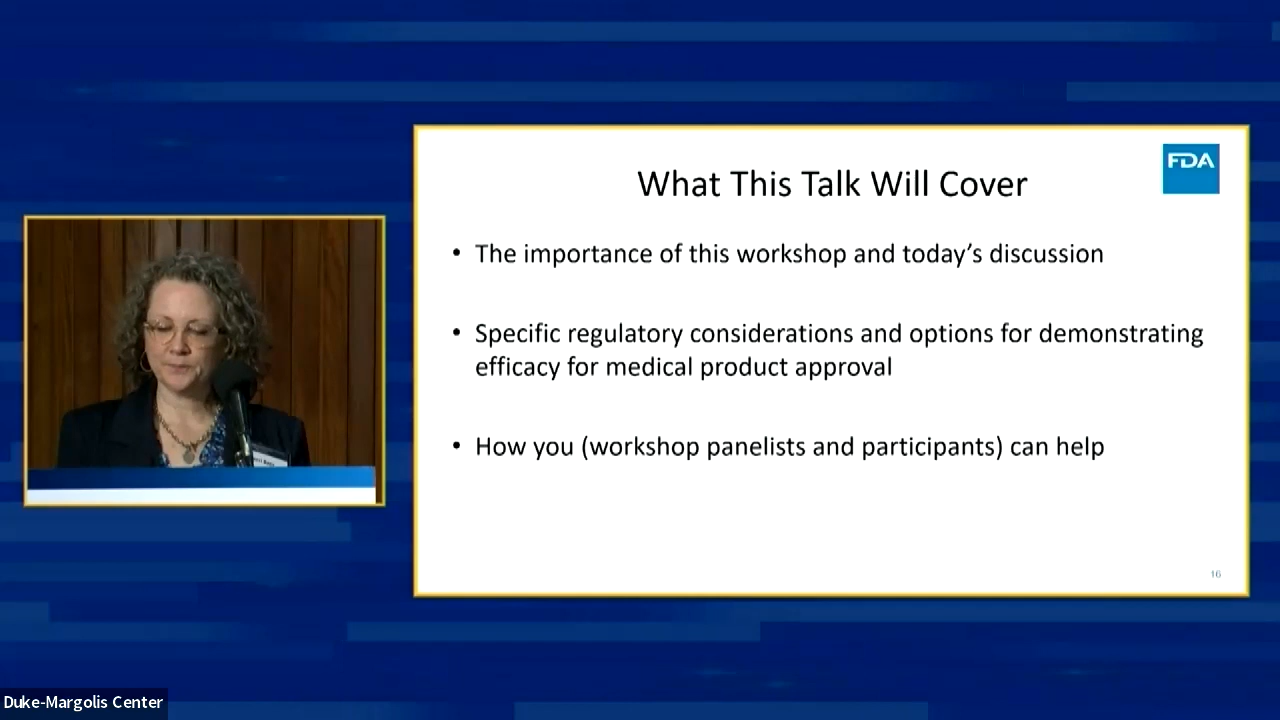 FDA
What This Talk Will Cover
• The importance of this workshop and today’s discussion
• Specific regulatory considerations and options for demonstrating
efficacy for medical product approval
• How you (workshop panelists and participants) can help
16
Duke-Margolis Center